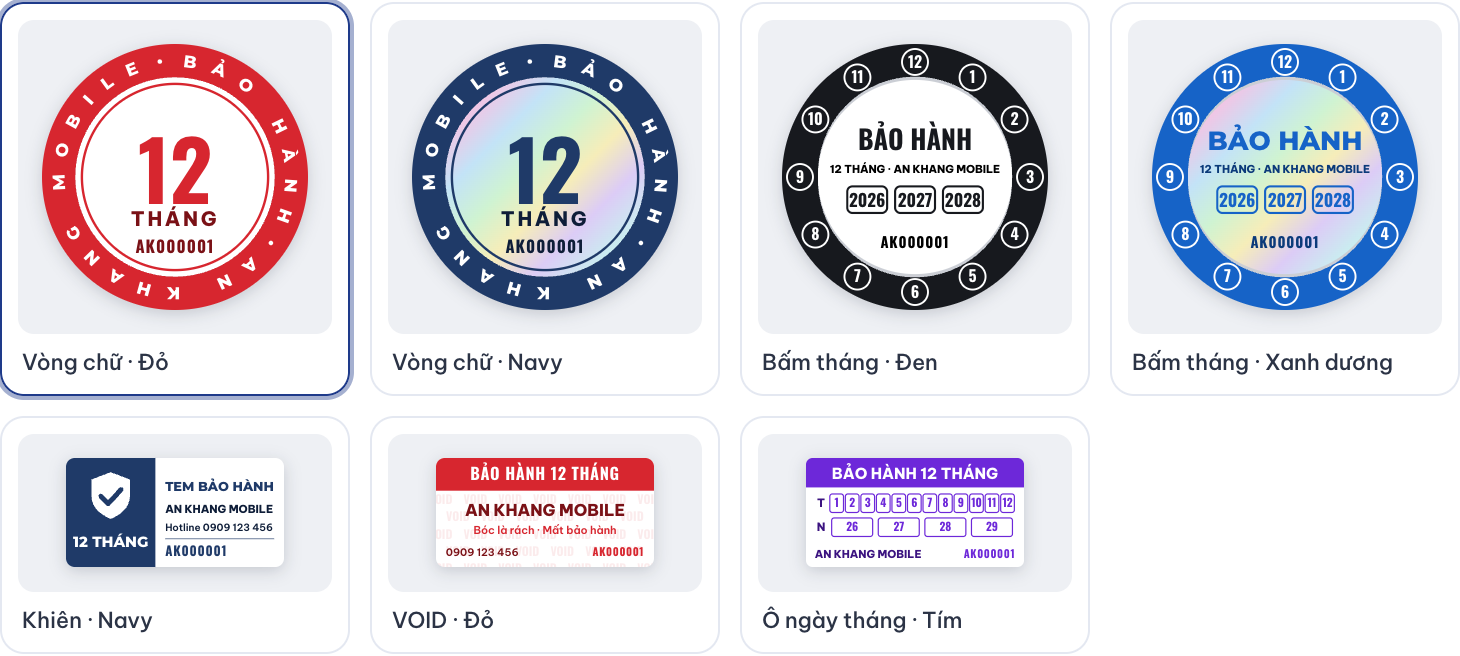 BẢO HÀNH · AN KHANG MOBILE ·
12
THÁNG
AK000001
Vòng chữ · Đỏ
BẢO HÀNH · AN KHANG MOBILE ·
12
THÁNG
AK000001
Vòng chữ · Navy
12
1
2
3
4
5
6
7
8
9
10
11
BẢO HÀNH
12 THÁNG · AN KHANG MOBILE
2026 2027 2028
AK000001
Bấm tháng · Đen
12
1
2
3
4
5
6
7
8
9
10
11
BẢO HÀNH
12 THÁNG · AN KHANG MOBILE
2026 2027 2028
AK000001
Bấm tháng · Xanh dương
12 THÁNG
TEM BẢO HÀNH
AN KHANG MOBILE
Hotline 0909 123 456
AK000001
Khiên · Navy
BẢO HÀNH 12 THÁNG
AN KHANG MOBILE
Bóc là rách · Mất bảo hành
0909 123 456 AK000001
VOID · Đỏ
BẢO HÀNH 12 THÁNG
T 1 2 3 4 5 6 7 8 9 10 11 12
N 26 27 28 29
AN KHANG MOBILE AK000001
Ô ngày tháng · Tím